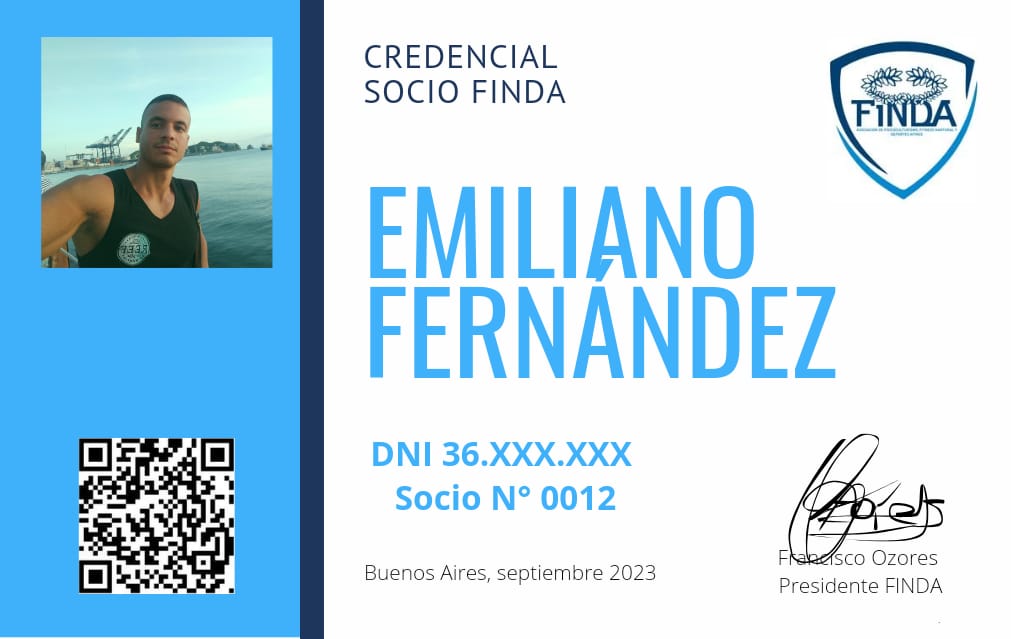 CREDENCIAL
SOCIO FINDA
FINDA
EMILIANO
FERNÁNDEZ
DNI 36.XXX.XXX
Socio N° 0012
Buenos Aires, septiembre 2023
Francisco Ozores
Presidente FINDA